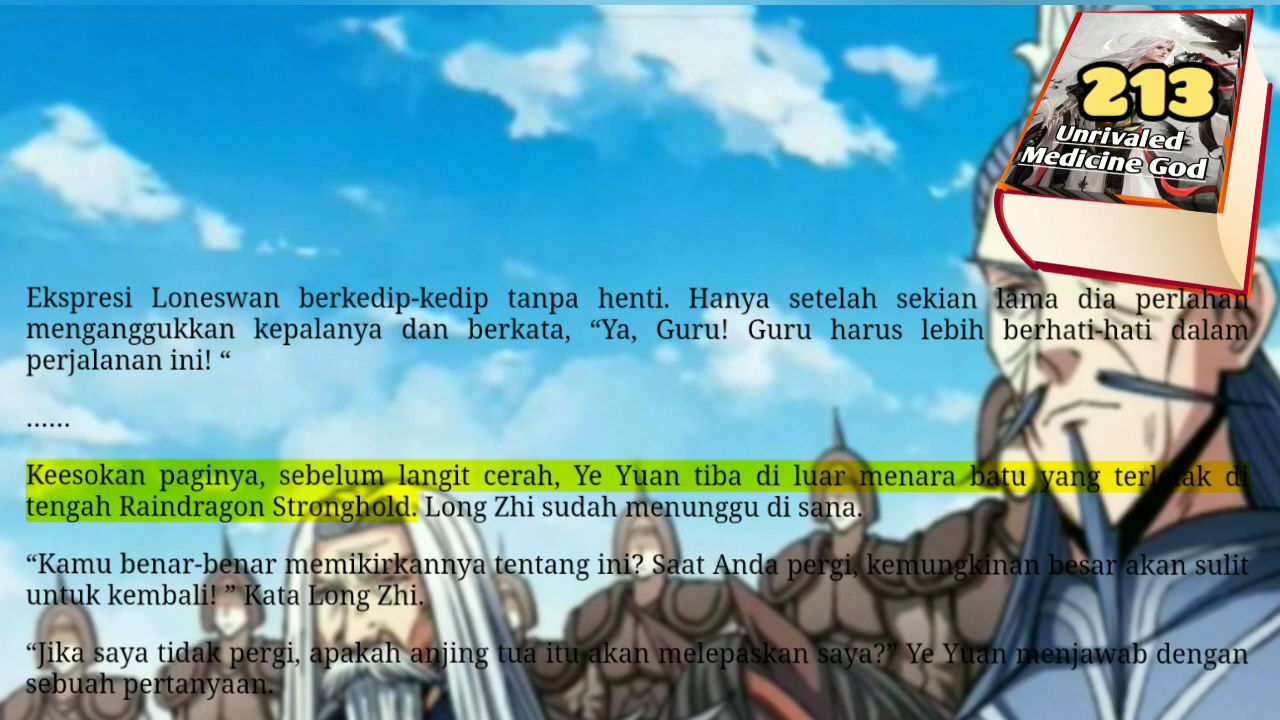 213
Unrivaled
Medicine God
Ekspresi Loneswan berkedip-kedip tanpa henti. Hanya setelah sekian lama dia perlahan
menganggukkan kepalanya dan berkata, “Ya, Guru! Guru harus lebih berhati-hati dalam
perjalanan ini! “
......
Keesokan paginya, sebelum langit cerah, Ye Yuan tiba di luar menara batu yang terletak di
tengah Raindragon Stronghold. Long Zhi sudah menunggu di sana.
“Kamu benar-benar memikirkannya tentang ini? Saat Anda pergi, kemungkinan besar akan sulit
untuk kembali! ” Kata Long Zhi.
“Jika saya tidak pergi, apakah anjing tua itu akan melepaskan saya?” Ye Yuan menjawab dengan
sebuah pertanyaan.